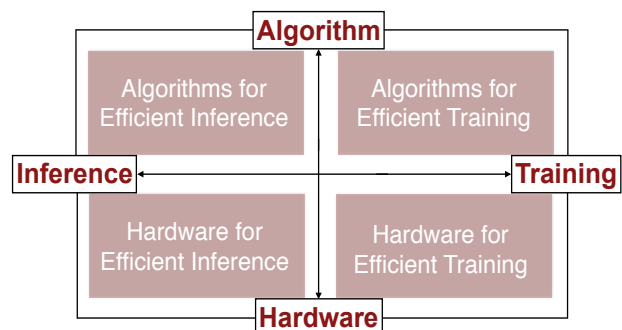 Algorithm
Algorithms for
Efficient Inference
Algorithms for
Efficient Training
Inference
Training
Hardware for
Efficient Inference
Hardware for
Efficient Training
Hardware